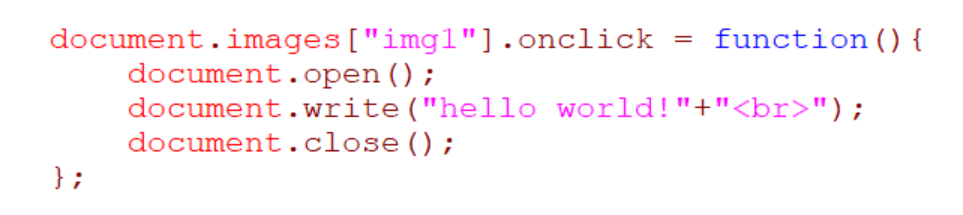 document.images["img1"].onclick = function(){
    document.open();
    document.write("hello world!"+"<br>");
    document.close();
};